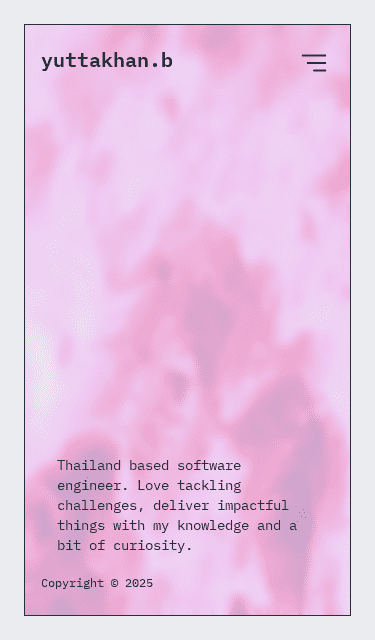 yuttakhan.b
Thailand based software
engineer. Love tackling
challenges, deliver impactful
things with my knowledge and a
bit of curiosity.
Copyright © 2025